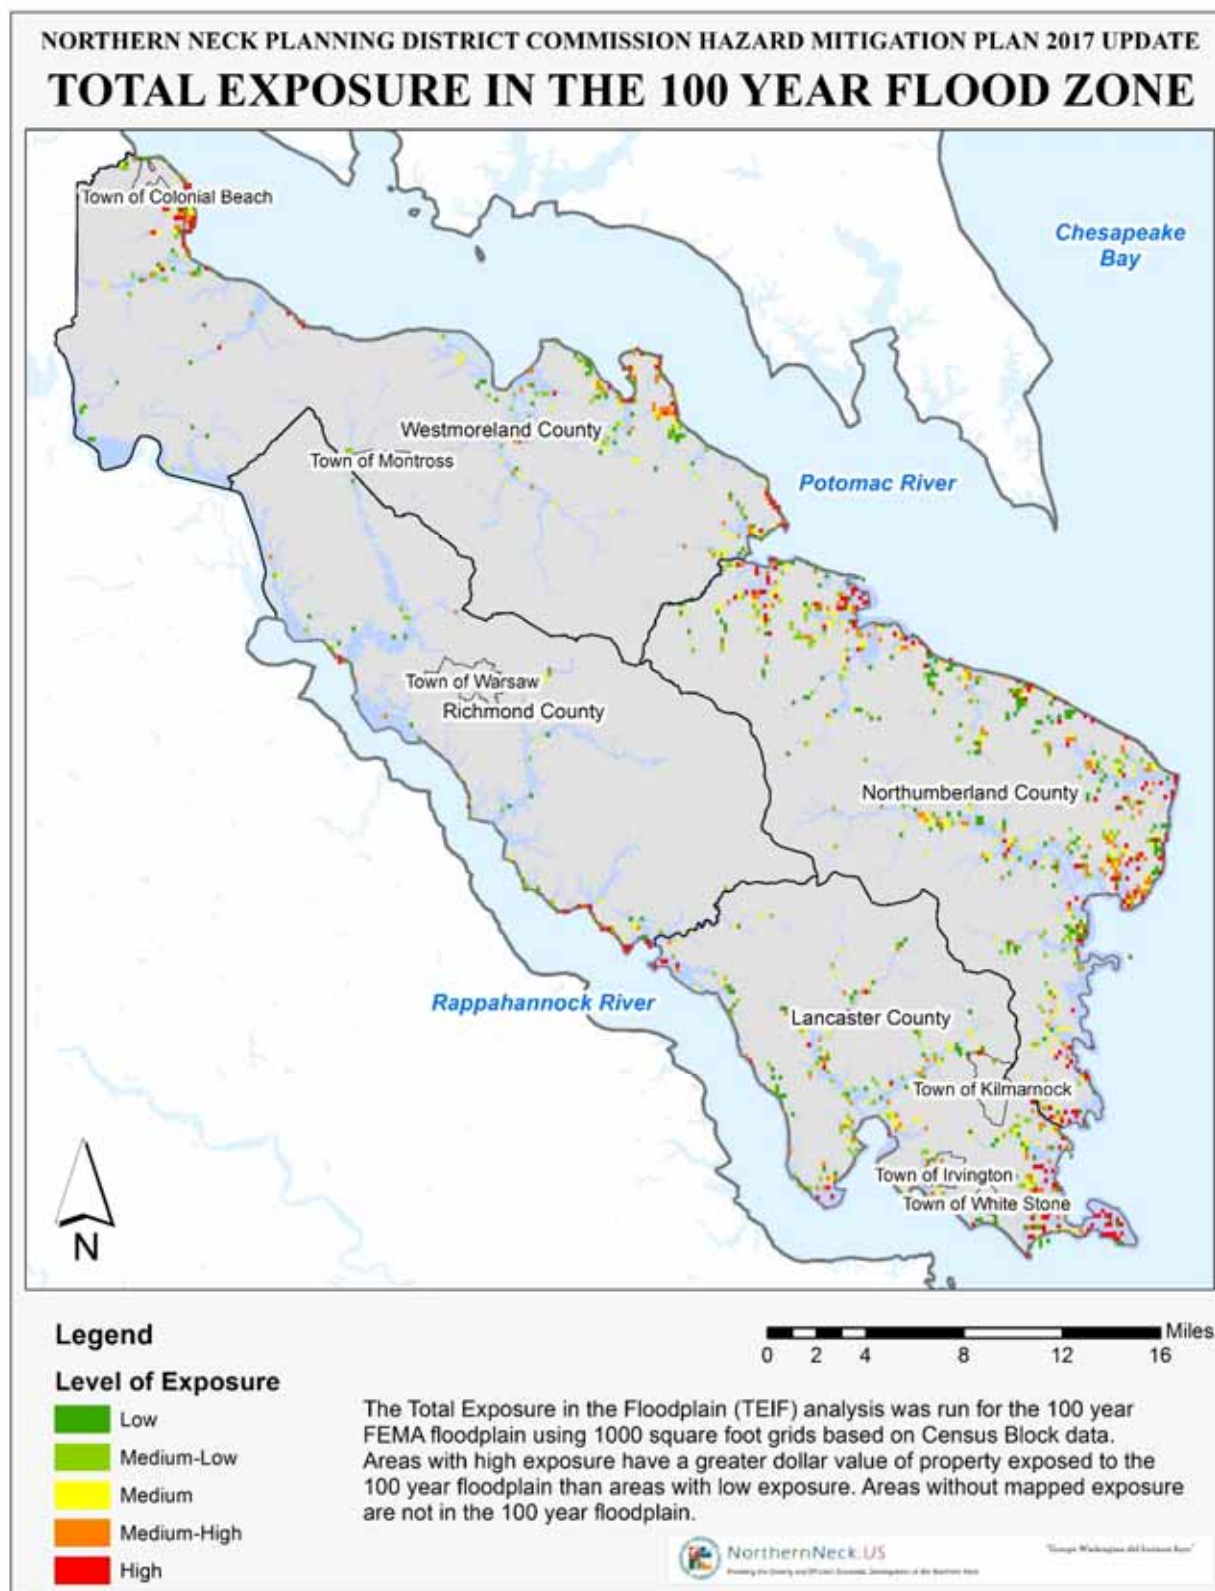 NORTHERN NECK PLANNING DISTRICT COMMISSION HAZARD MITIGATION PLAN 2017 UPDATE
TOTAL EXPOSURE IN THE 100 YEAR FLOOD ZONE
Town of Colonial Beach
Chesapeake
Bay
Westmoreland County
Town of Montross
Potomac River
Town of Warsaw
Richmond County
Northumberland County
Rappahannock River
Lancaster County
Town of Kilmarnock
Town of Irvington
Town of White Stone
N
Legend
Miles
0 2 4 8 12 16
Level of Exposure
Low
Medium-Low
Medium
Medium-High
High
The Total Exposure in the Floodplain (TEIF) analysis was run for the 100 year
FEMA floodplain using 1000 square foot grids based on Census Block data.
Areas with high exposure have a greater dollar value of property exposed to the
100 year floodplain than areas with low exposure. Areas without mapped exposure
are not in the 100 year floodplain.
NorthernNeck.US
"George Washington did business here"